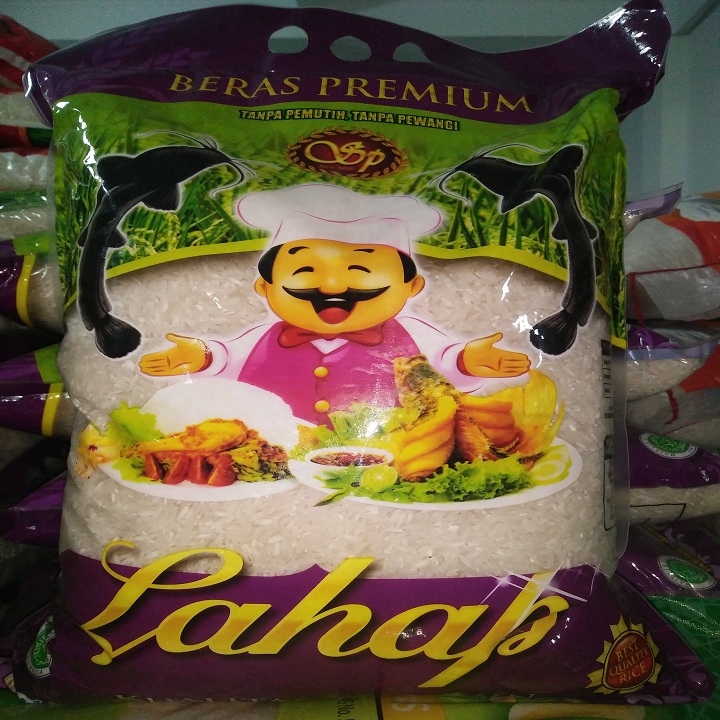 BERAS PREMIUM
TANPA PEMUTIH, TANPA PEWANGI
Sp
Lahap
BEST
QUALITY
RICE